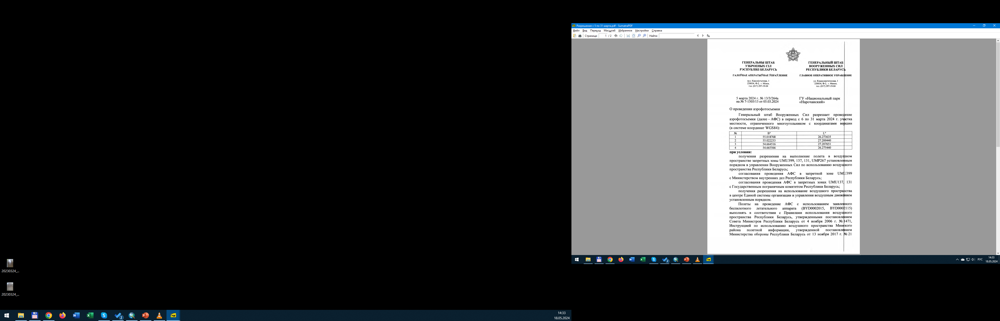 20230324_...
20230324_...
2
14:33
18.05.2024
Разрешение с 5 по 31 марта.pdf - SumatraPDF
Файл Вид Переход Масштаб Избранное Настройки Справка
Страница: 1 / 2 Найти:
ГЕНЕРАЛЬНЫ ШТАБ
УЗБРОЕНЫХ СІЛ
РЭСПУБЛІКІ БЕЛАРУСЬ
ГАЛОЎНАЕ АПЕРАТЫЎНАЕ ЎПРАЎЛЕННЕ
вул. Камуністычная, 1
220034, Ф-2, г. Мінск,
тэл. (017) 297-19-04
ГЕНЕРАЛЬНЫЙ ШТАБ
ВООРУЖЕННЫХ СИЛ
РЕСПУБЛИКИ БЕЛАРУСЬ
ГЛАВНОЕ ОПЕРАТИВНОЕ УПРАВЛЕНИЕ
ул. Коммунистическая, 1
220034, Ф-2, г. Минск,
тел. (017) 297-19-04
5 марта 2024 г. № 13/3/264а
на № 7-1505/15 от 05.03.2024
ГУ «Национальный парк
«Нарочанский»
О проведении аэрофотосъемки
Генеральный штаб Вооруженных Сил разрешает проведение
аэрофотосъемки (далее – АФС) в период с 6 по 31 марта 2024 г. участка
местности, ограниченного многоугольником с координатами вершин
(в системе координат WGS84):
№ B° L°
1 55.018768 26.273635
2 55.022233 27.200440
3 54.664516 27.207651
4 54.665566 26.275440
при условии:
получения разрешения на выполнение полета в воздушном
пространстве запретных зоны UMU399, 137, 131, UMP267 установленным
порядком в управлении Вооруженных Сил по использованию воздушного
пространства Республики Беларусь;
согласования проведения АФС в запретной зоне UMU399
с Министерством внутренних дел Республики Беларусь;
согласования проведения АФС в запретных зонах UMU137, 131
с Государственным пограничным комитетом Республики Беларусь;
получения разрешения на использование воздушного пространства
в центре Единой системы организации и управления воздушным движением
установленным порядком.
Полеты на проведение АФС с использованием заявленного
беспилотного летательного аппарата (BYD0002015, BYD0002115)
выполнять в соответствии с Правилами использования воздушного
пространства Республики Беларусь, утвержденными постановлением
Совета Министров Республики Беларусь от 4 ноября 2006 г. № 1471,
Инструкцией по использованию воздушного пространства Минского
района полетной информации, утвержденной постановлением
Министерства обороны Республики Беларусь от 13 ноября 2017 г. № 21
2
РУС
14:33
18.05.2024